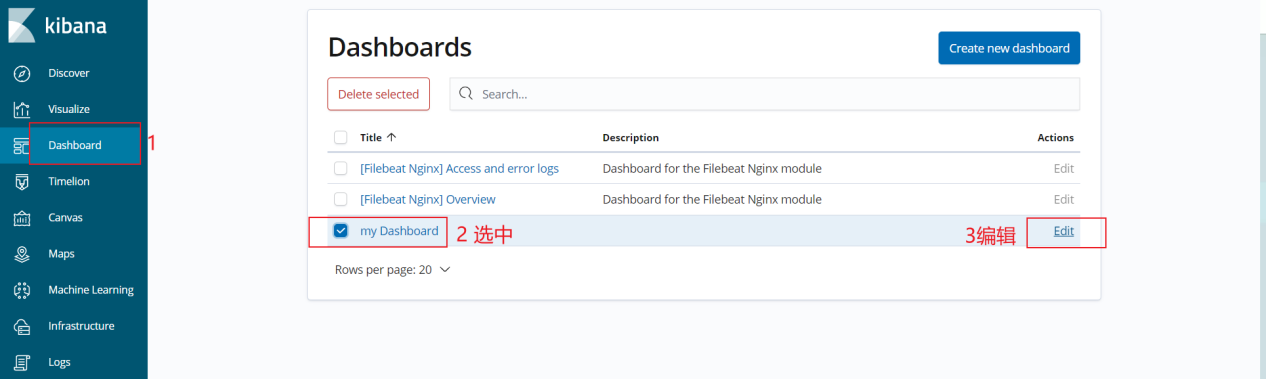 kibana
Discover
Visualize
Dashboard
1
Timelion
Canvas
Maps
Machine Learning
Infrastructure
Logs
Dashboards
Create new dashboard
Delete selected
Search...
Title ↑ Description Actions
[Filebeat Nginx] Access and error logs Dashboard for the Filebeat Nginx module Edit
[Filebeat Nginx] Overview Dashboard for the Filebeat Nginx module Edit
my Dashboard 2 选中 3编辑 Edit
Rows per page: 20